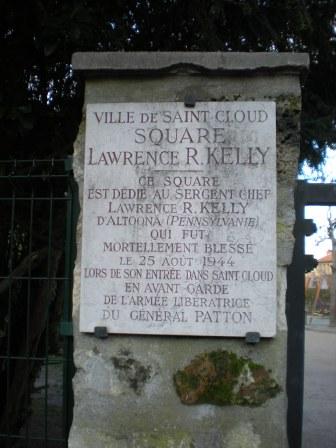 VILLE DE SAINT CLOUD
SQUARE
LAWRENCE R. KELLY
CE SQUARE
EST DÉDIÉ AU SERGENT CHEF
LAWRENCE R. KELLY
D'ALTOONA (PENNSYLVANIE)
QUI FUT
MORTELLEMENT BLESSÉ
LE 25 AOÛT 1944
LORS DE SON ENTRÉE DANS SAINT CLOUD
EN AVANT GARDE
DE L'ARMÉE LIBÉRATRICE
DU GÉNÉRAL PATTON